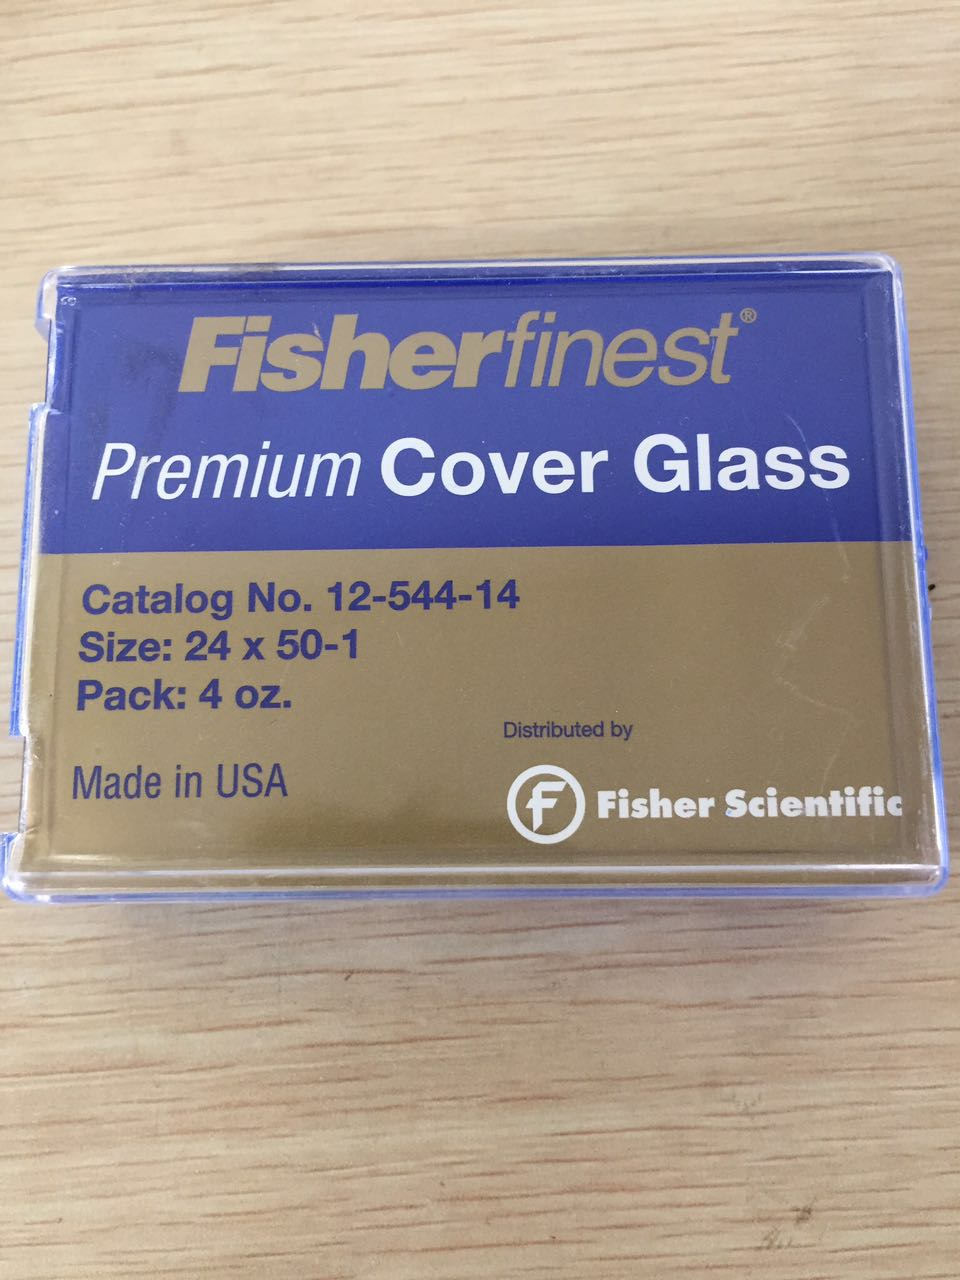 Fisherfinest®
Premium Cover Glass
Catalog No. 12-544-14
Size: 24 x 50-1
Pack: 4 oz.
Distributed by
Made in USA
Fisher Scientific